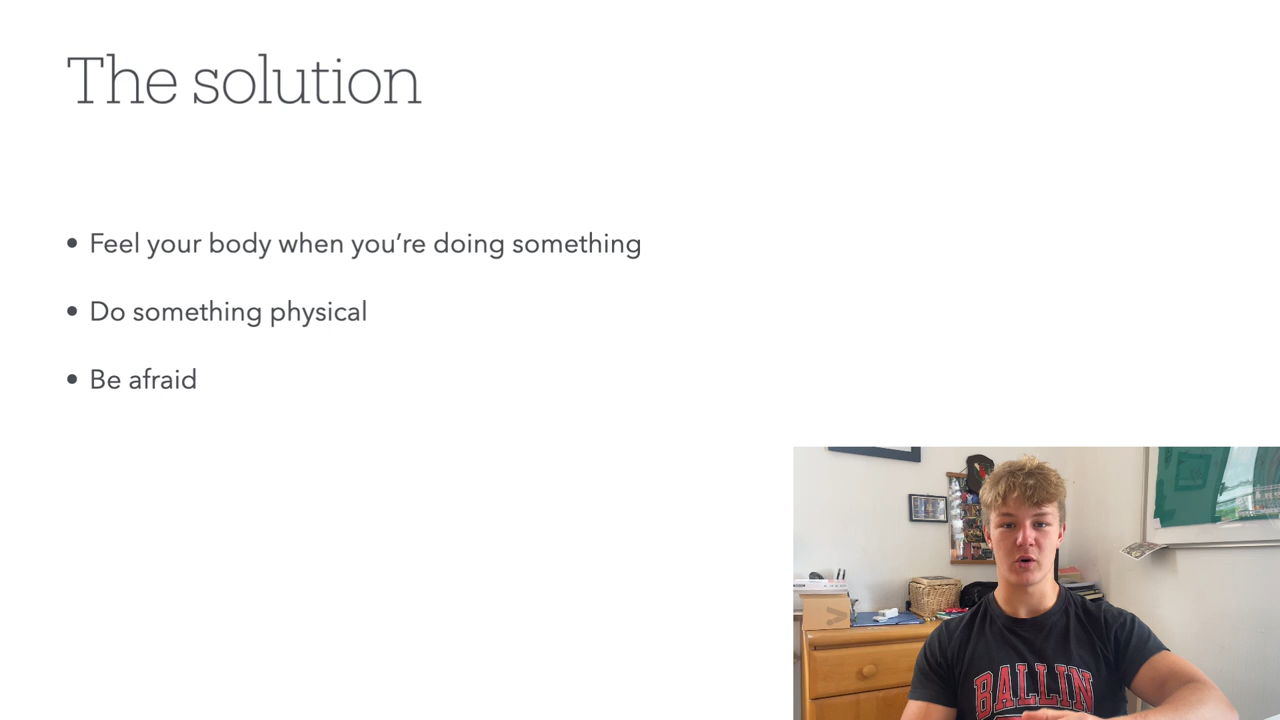 The solution
• Feel your body when you’re doing something
• Do something physical
• Be afraid
BALLIN